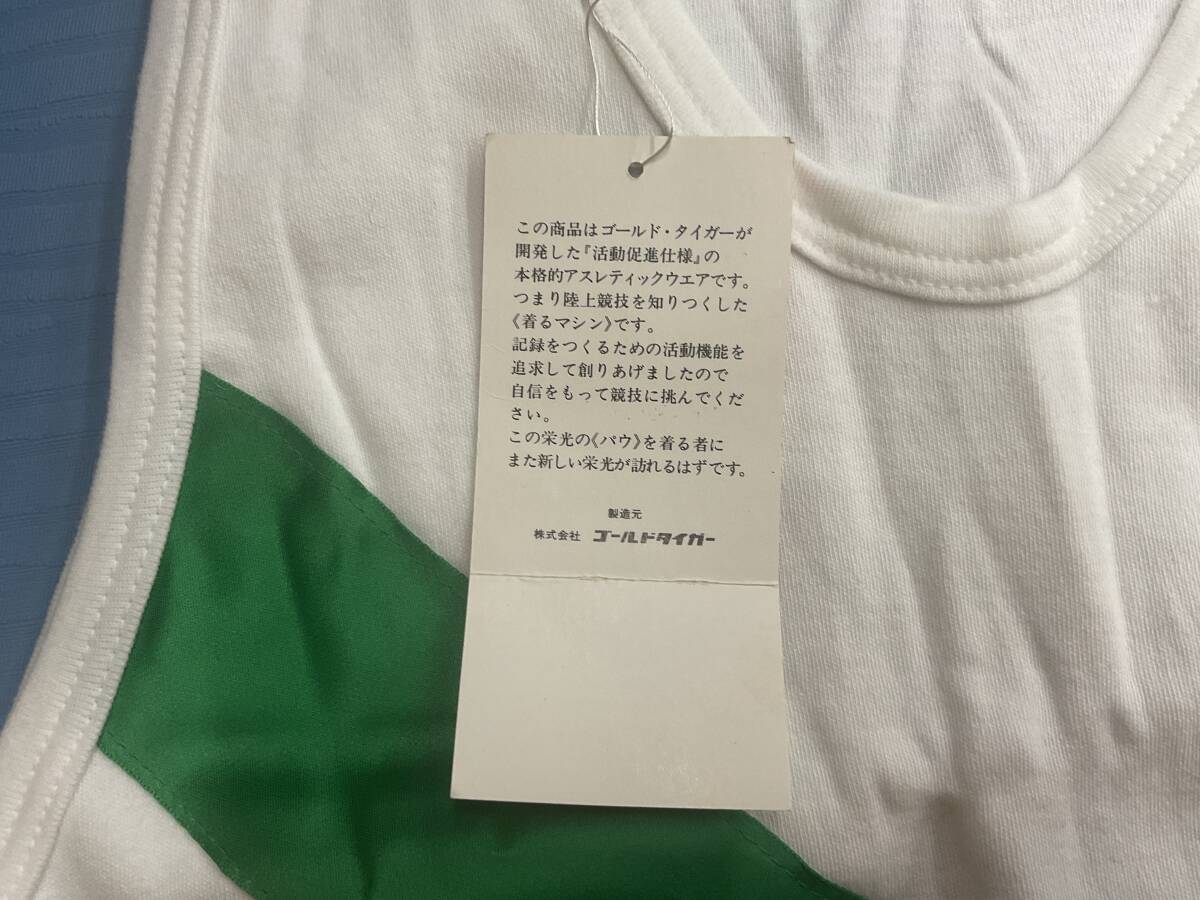 この商品はゴールド・タイガーが
開発した『活動促進仕様』の
本格的アスレティックウエアです。
つまり陸上競技を知りつくした
《着るマシン》です。
記録をつくるための活動機能を
追求して創りあげましたので
自信をもって競技に挑んでくだ
さい。
この栄光の《パウ》を着る者に
また新しい栄光が訪れるはずです。
製造元
株式会社 ゴールドタイガー